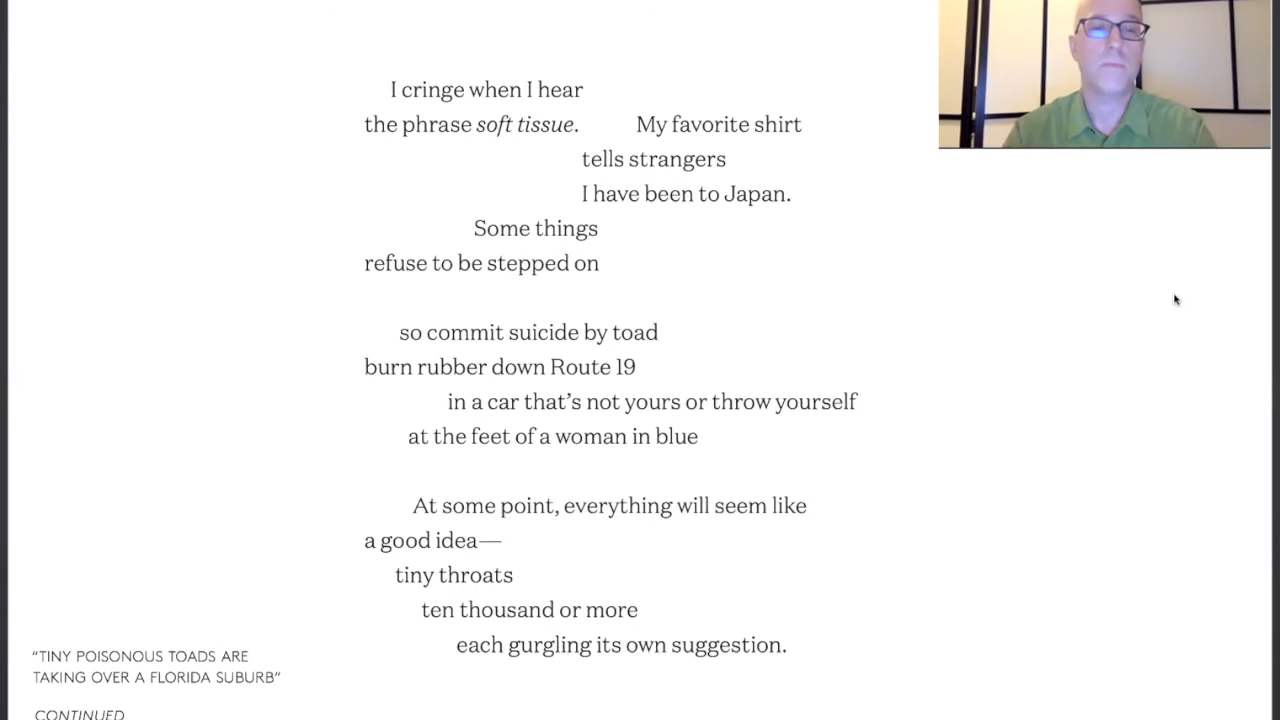 I cringe when I hear
the phrase soft tissue. My favorite shirt
tells strangers
I have been to Japan.
Some things
refuse to be stepped on
so commit suicide by toad
burn rubber down Route 19
in a car that’s not yours or throw yourself
at the feet of a woman in blue
At some point, everything will seem like
a good idea—
tiny throats
ten thousand or more
each gurgling its own suggestion.
“TINY POISONOUS TOADS ARE
TAKING OVER A FLORIDA SUBURB”
CONTINUED